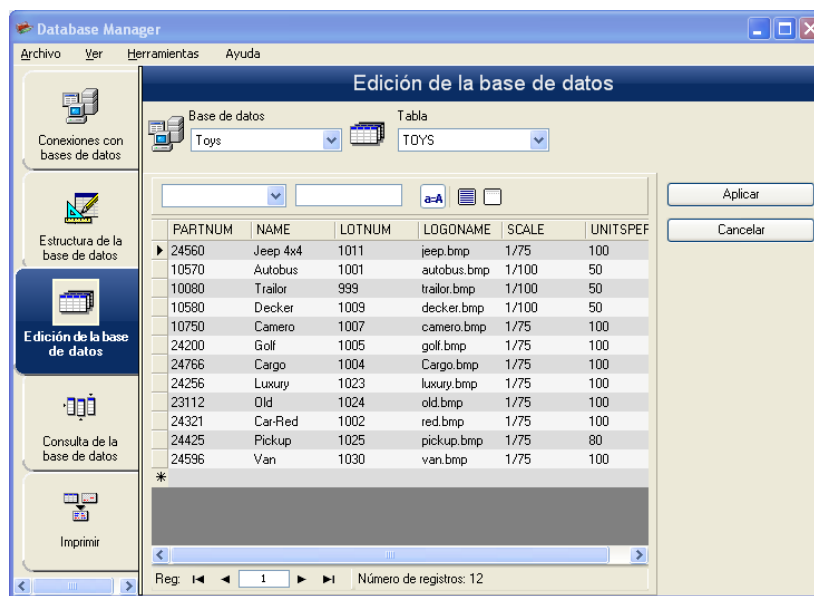 Database Manager
Archivo Ver Herramientas Ayuda
Edición de la base de datos
Conexiones con
bases de datos
Estructura de la
base de datos
Edición de la base
de datos
Consulta de la
base de datos
Imprimir
Base de datos Tabla
Toys TOYS
a=A
Aplicar
Cancelar
PARTNUM NAME LOTNUM LOGONAME SCALE UNITSPER
24560 Jeep 4x4 1011 jeep.bmp 1/75 100
10570 Autobus 1001 autobus.bmp 1/100 50
10080 Trailor 999 trailor.bmp 1/100 50
10580 Decker 1009 decker.bmp 1/100 50
10750 Camero 1007 camero.bmp 1/75 100
24200 Golf 1005 golf.bmp 1/75 100
24766 Cargo 1004 Cargo.bmp 1/75 100
24256 Luxury 1023 luxury.bmp 1/75 100
23112 Old 1024 old.bmp 1/75 100
24321 Car-Red 1002 red.bmp 1/75 100
24425 Pickup 1025 pickup.bmp 1/75 80
24596 Van 1030 van.bmp 1/75 100
Reg: 1 Número de registros: 12